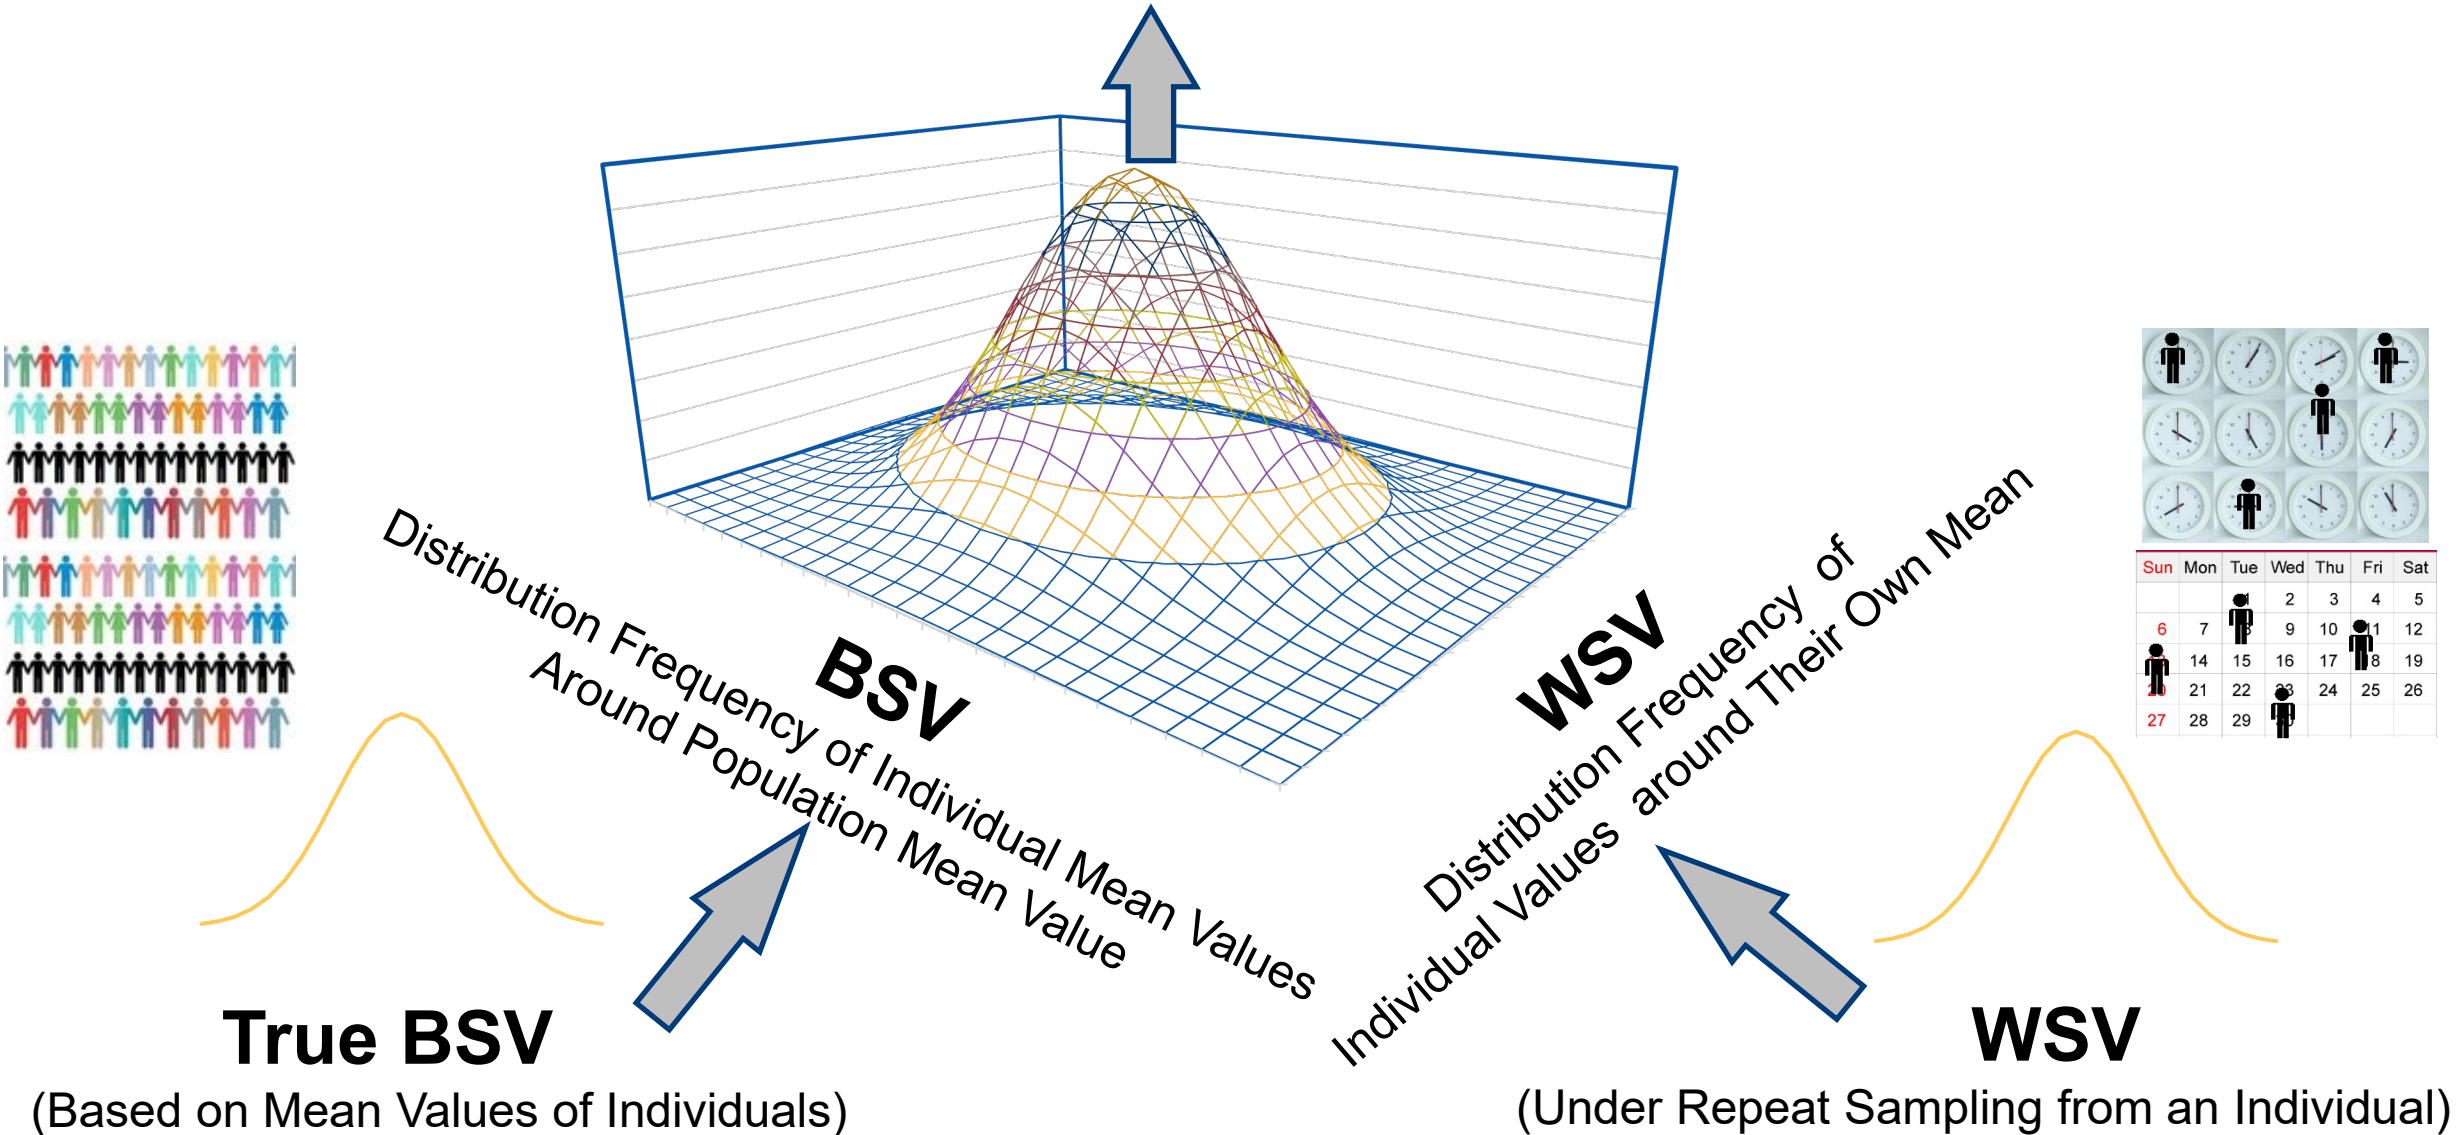 Distribution Frequency of Individual Mean Values
Around Population Mean Value
BSV
WSV
Distribution Frequency of
Individual Values around Their Own Mean
Sun Mon Tue Wed Thu Fri Sat
2 3 4 5
6 7 9 10 11 12
14 15 16 17 19
21 22 24 25 26
27 28 29
True BSV
(Based on Mean Values of Individuals)
WSV
(Under Repeat Sampling from an Individual)